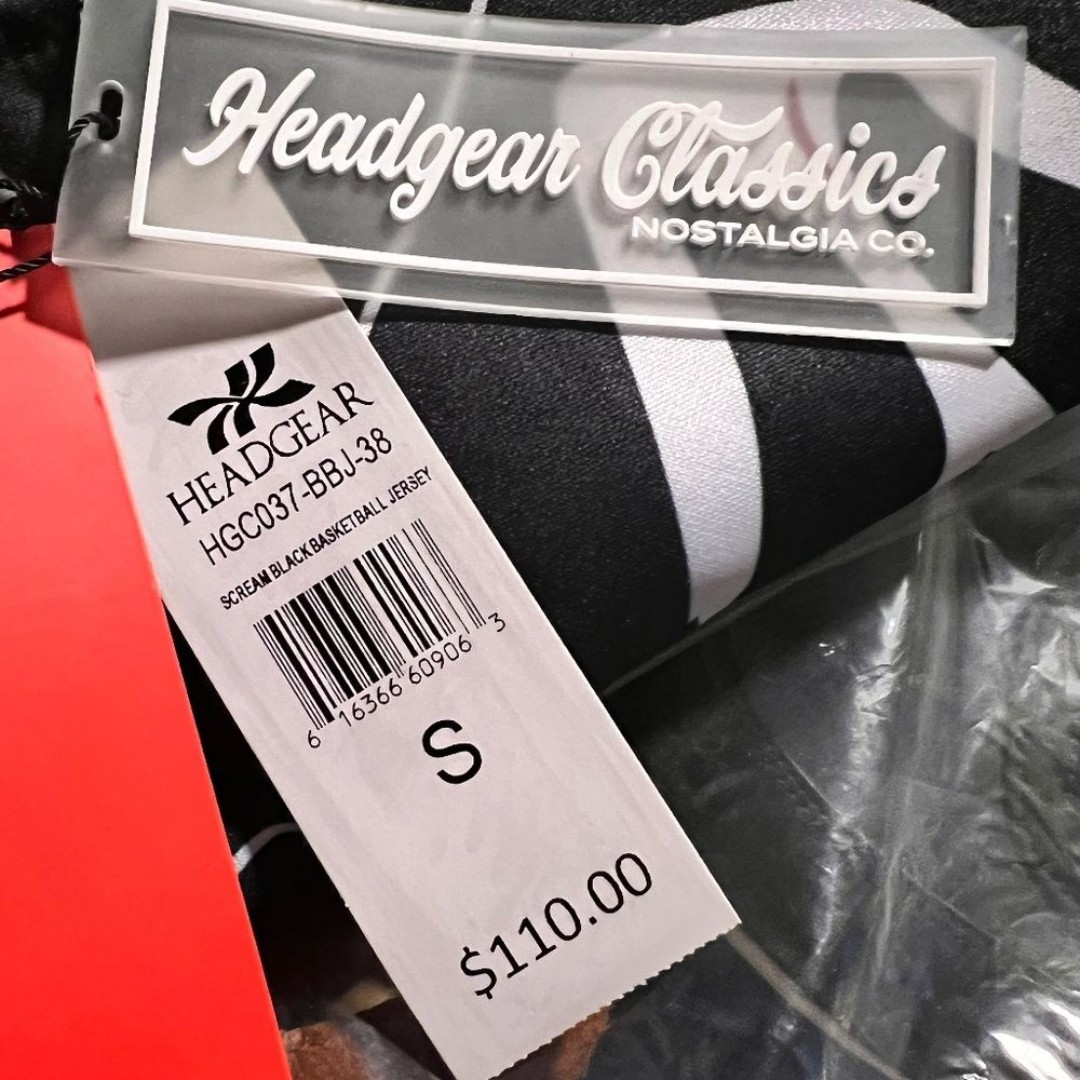 Headgear Classics
NOSTALGIA CO.
HEADGEAR
HGC037-BBJ-38
SCREAM BLACK BASKETBALL JERSEY
6 16366 60906 3
S
$110.00